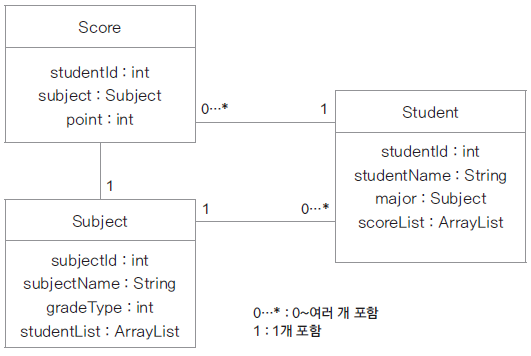 Score
studentId : int
subject : Subject
point : int
0…*
1
Student
studentId : int
studentName : String
major : Subject
scoreList : ArrayList
1
Subject
1
0…*
subjectId : int
subjectName : String
gradeType : int
studentList : ArrayList
0…* : 0~여러 개 포함
1 : 1개 포함